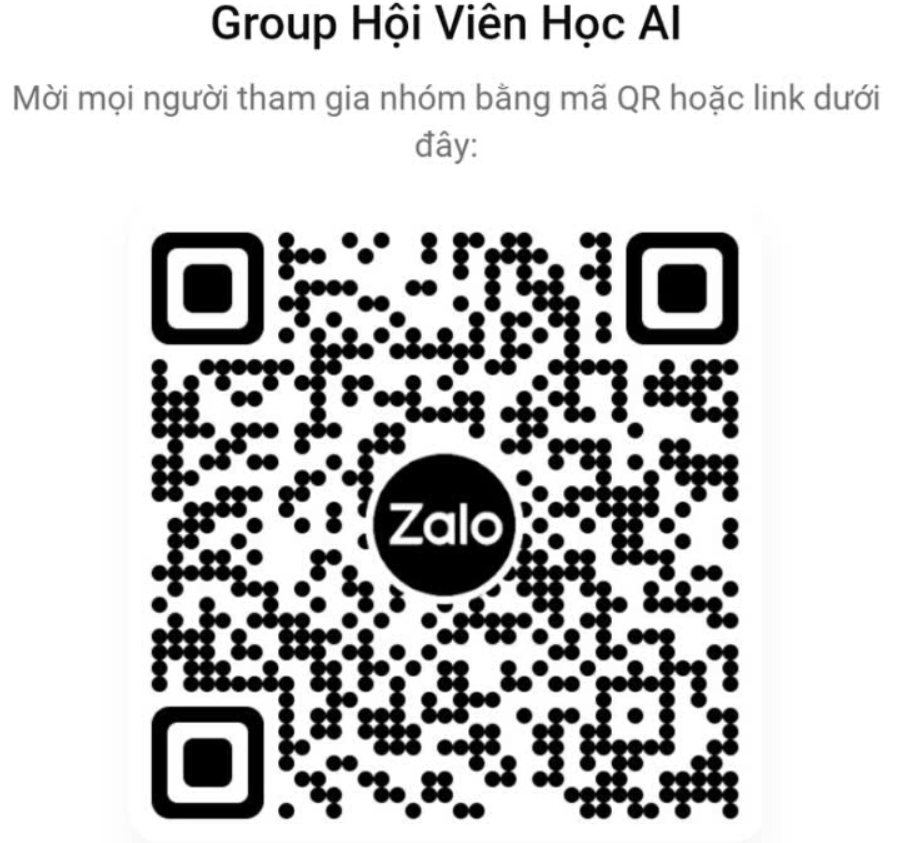 Group Hội Viên Học AI
Mời mọi người tham gia nhóm bằng mã QR hoặc link dưới
đây:
Zalo